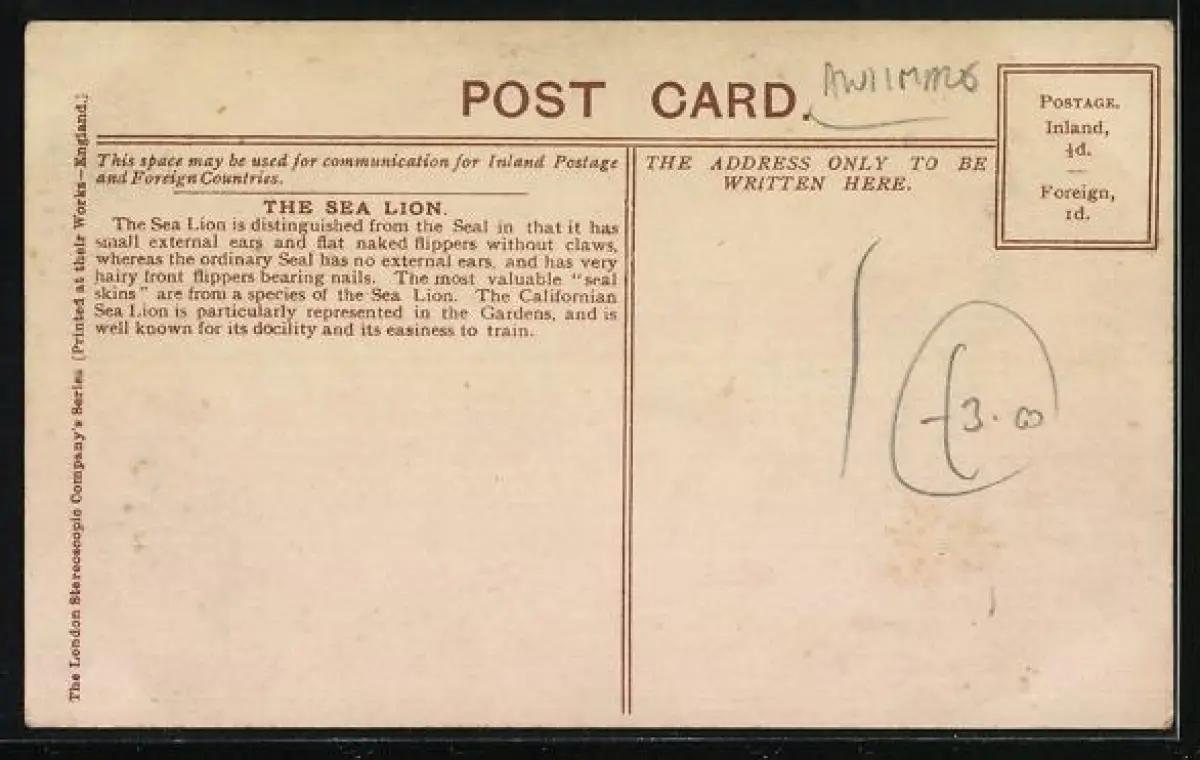 POST CARD.
POSTAGE.
Inland,
½d.
Foreign,
1d.
This space may be used for communication for Inland Postage
and Foreign Countries.
THE ADDRESS ONLY TO BE
WRITTEN HERE.
THE SEA LION.
The Sea Lion is distinguished from the Seal in that it has
small external ears and flat naked flippers without claws,
whereas the ordinary Seal has no external ears, and has very
hairy front flippers bearing nails. The most valuable "seal
skins" are from a species of the Sea Lion. The Californian
Sea Lion is particularly represented in the Gardens, and is
well known for its docility and its easiness to train.
£3.00
The London Stereoscopic Company's Series [Printed at their Works—England.]